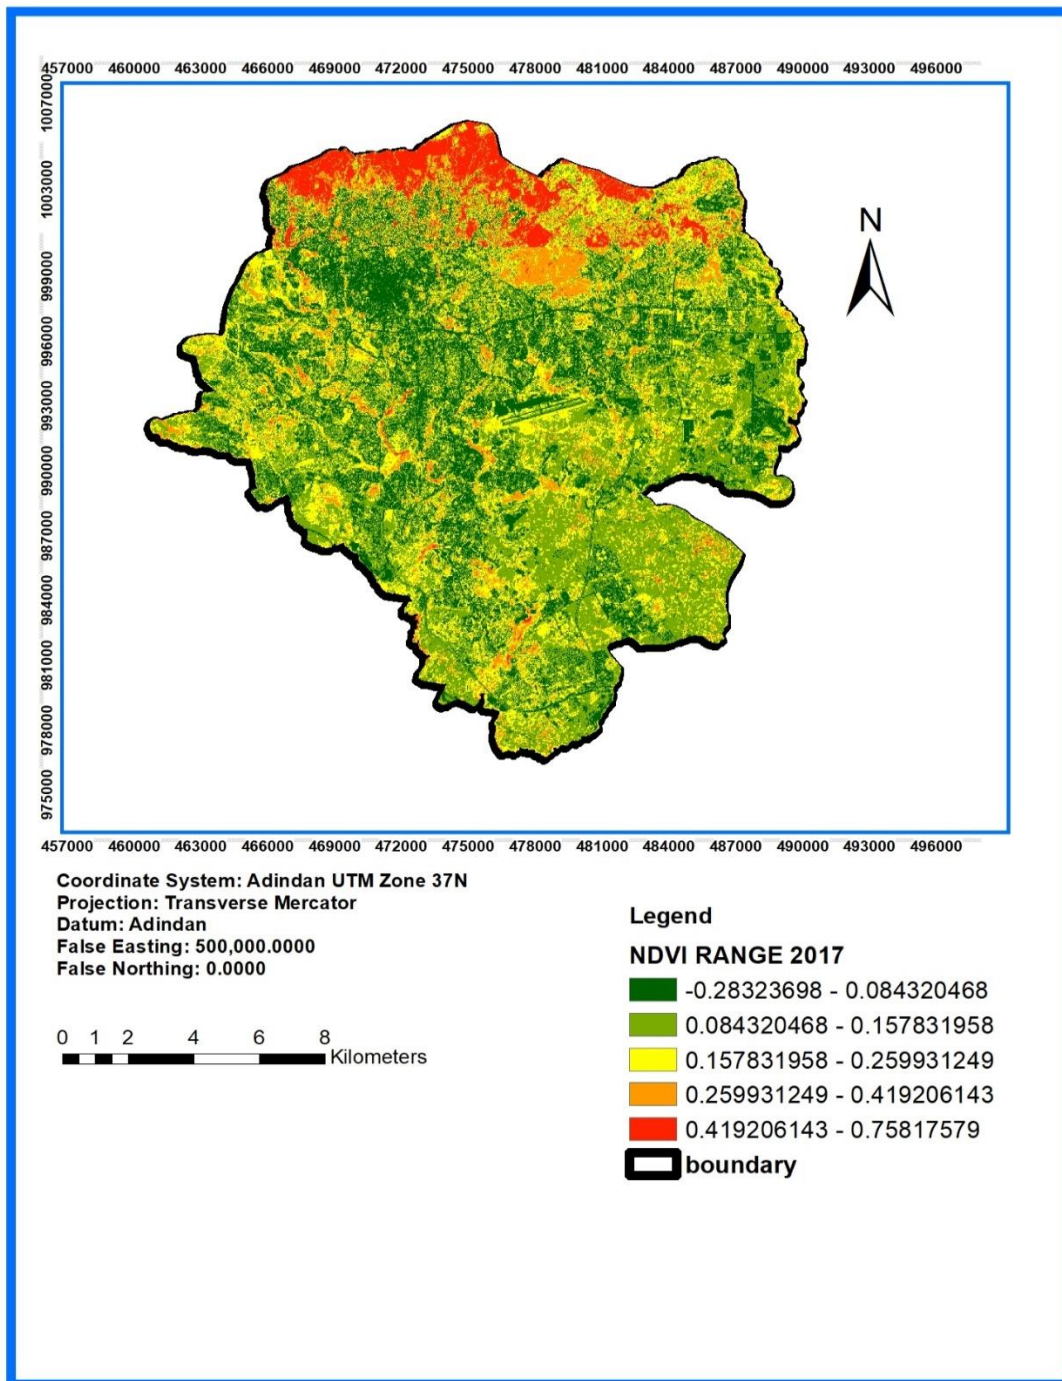 457000 460000 463000 466000 469000 472000 475000 478000 481000 484000 487000 490000 493000 496000
1007000
1003000
999000
996000
993000
990000
987000
984000
981000
978000
975000
N
457000 460000 463000 466000 469000 472000 475000 478000 481000 484000 487000 490000 493000 496000
Coordinate System: Adindan UTM Zone 37N
Projection: Transverse Mercator
Datum: Adindan
False Easting: 500,000.0000
False Northing: 0.0000
0 1 2 4 6 8
Kilometers
Legend
NDVI RANGE 2017
-0.28323698 - 0.084320468
0.084320468 - 0.157831958
0.157831958 - 0.259931249
0.259931249 - 0.419206143
0.419206143 - 0.75817579
boundary